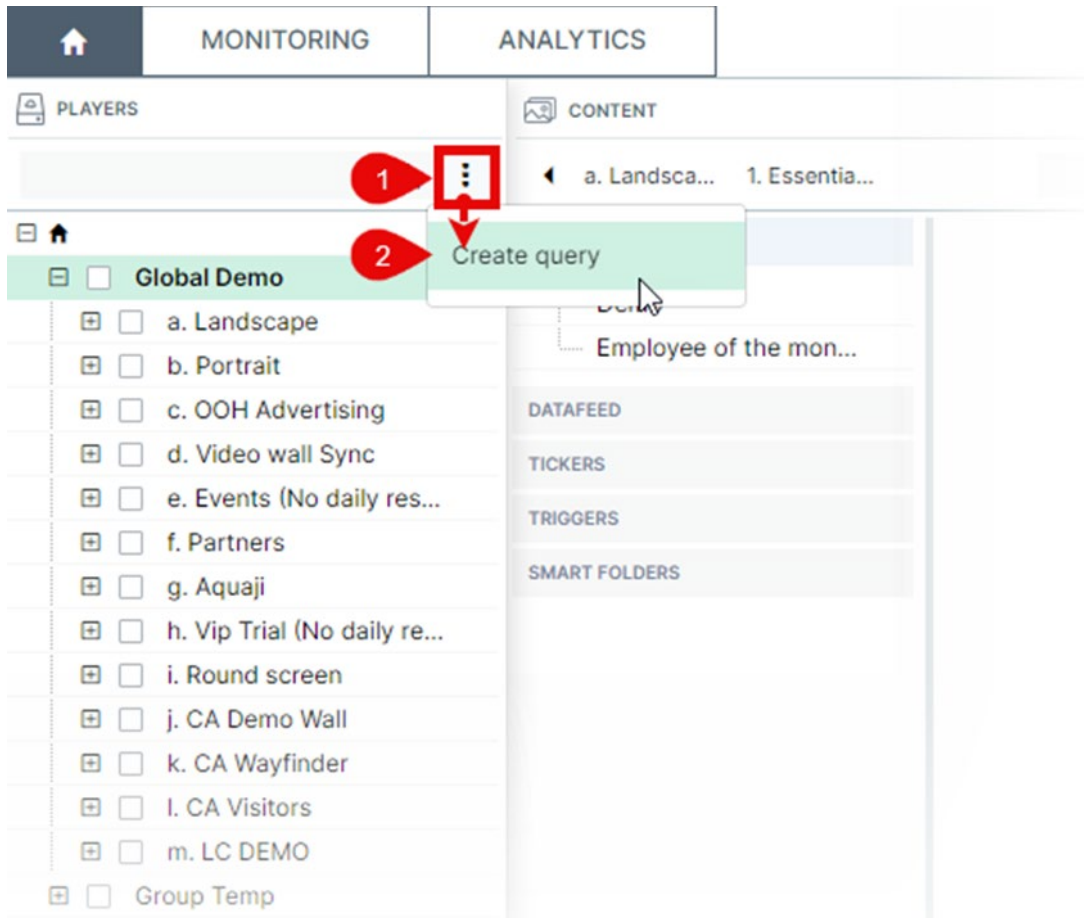 MONITORING
ANALYTICS
PLAYERS
1
2
Create query
Global Demo
a. Landscape
b. Portrait
c. OOH Advertising
d. Video wall Sync
e. Events (No daily res...
f. Partners
g. Aquaji
h. Vip Trial (No daily re...
i. Round screen
j. CA Demo Wall
k. CA Wayfinder
l. CA Visitors
m. LC DEMO
Group Temp
CONTENT
a. Landsca... 1. Essentia...
Employee of the mon...
DATAFEED
TICKERS
TRIGGERS
SMART FOLDERS